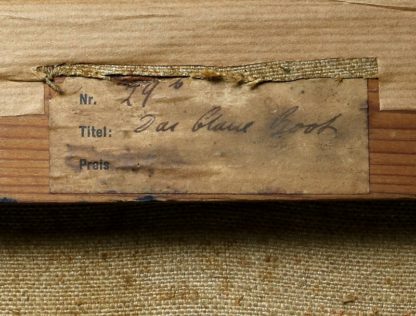 Nr. 29 b
Titel: Das blaue Boot
Preis